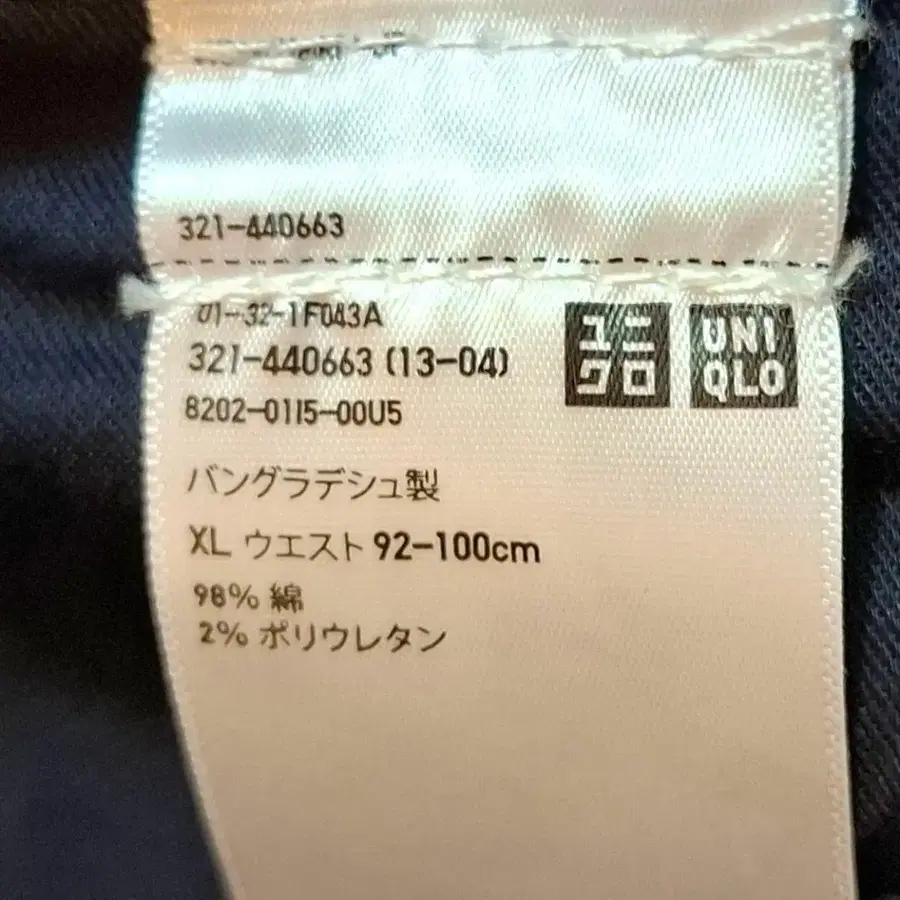 321-440663
01-32-1F043A
321-440663 (13-04)
8202-0115-00U5
ユニ
クロ
UNI
QLO
バングラデシュ製
XL ウエスト 92-100cm
98% 綿
2% ポリウレタン